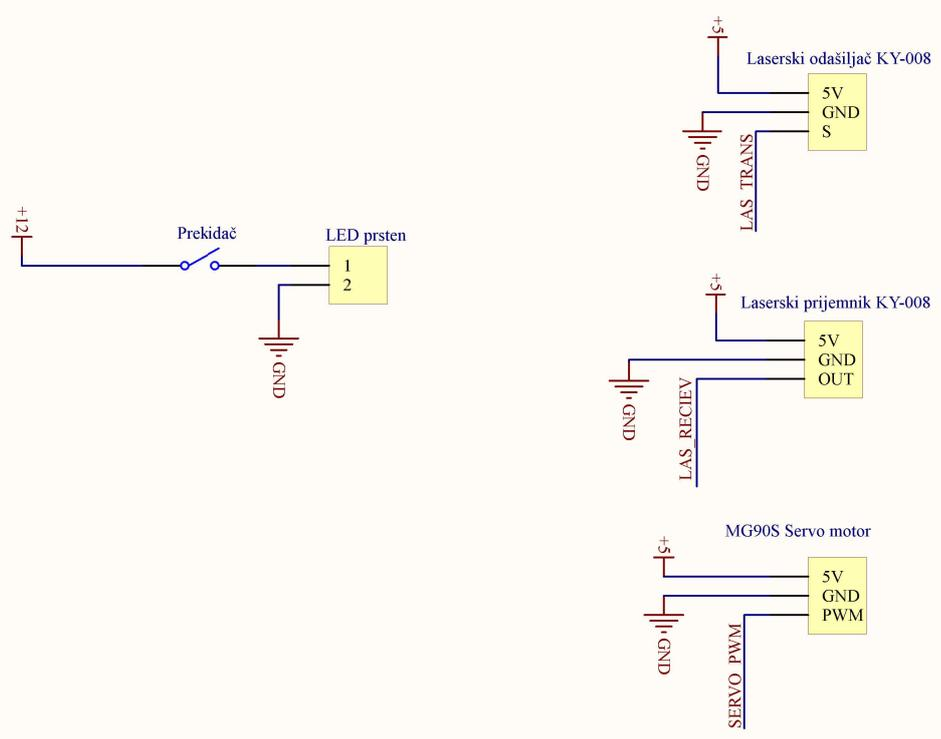 +12
Prekidač
LED prsten
1
2
GND
+5
Laserski odašiljač KY-008
5V
GND
S
GND
LAS_TRANS
+5
Laserski prijemnik KY-008
5V
GND
OUT
GND
LAS_RECIEV
MG90S Servo motor
+5
5V
GND
PWM
GND
SERVO_PWM